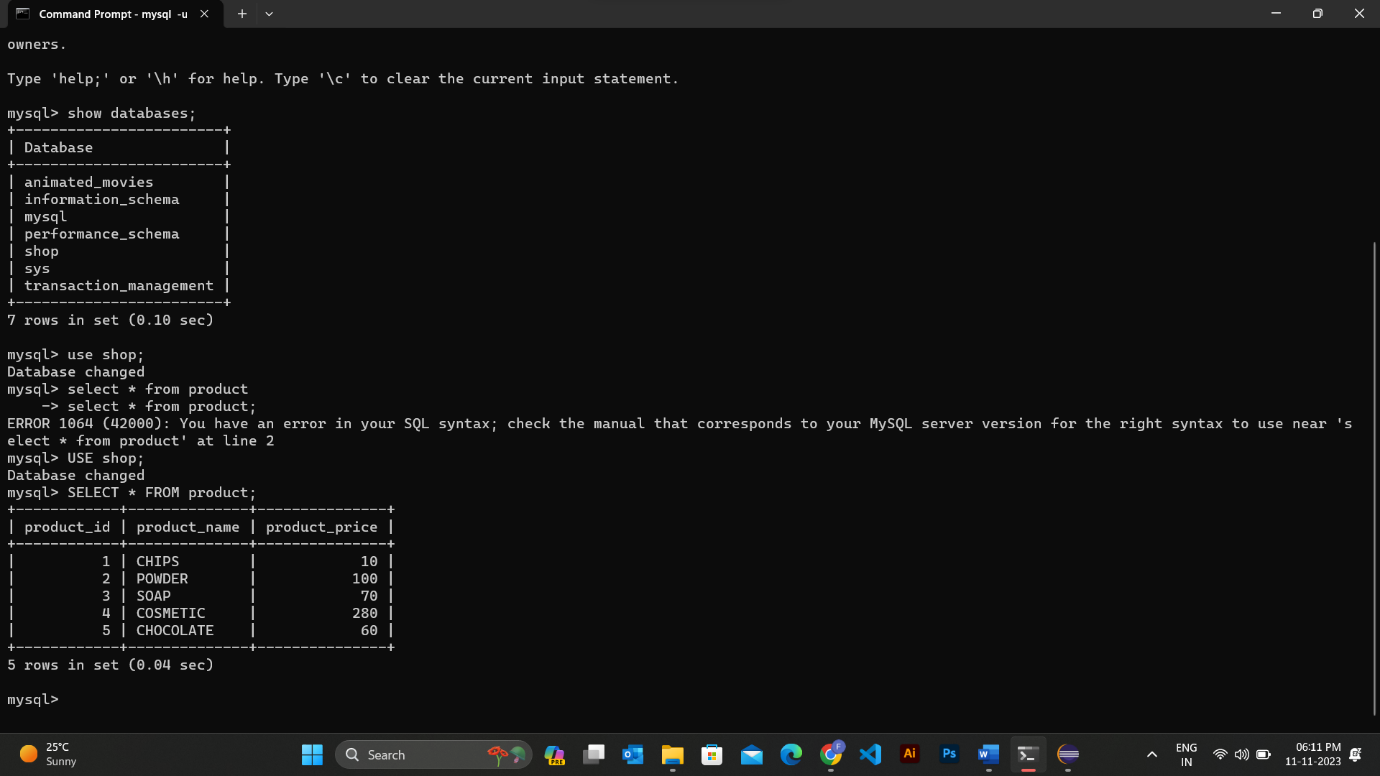 Command Prompt - mysql -u
owners.
Type 'help;' or '\h' for help. Type '\c' to clear the current input statement.
mysql> show databases;
+------------------------+
| Database               |
+------------------------+
| animated_movies        |
| information_schema     |
| mysql                  |
| performance_schema     |
| shop                   |
| sys                    |
| transaction_management |
+------------------------+
7 rows in set (0.10 sec)
mysql> use shop;
Database changed
mysql> select * from product
    -> select * from product;
ERROR 1064 (42000): You have an error in your SQL syntax; check the manual that corresponds to your MySQL server version for the right syntax to use near 's
elect * from product' at line 2
mysql> USE shop;
Database changed
mysql> SELECT * FROM product;
+------------+--------------+---------------+
| product_id | product_name | product_price |
+------------+--------------+---------------+
|          1 | CHIPS        |            10 |
|          2 | POWDER       |           100 |
|          3 | SOAP         |            70 |
|          4 | COSMETIC     |           280 |
|          5 | CHOCOLATE    |            60 |
+------------+--------------+---------------+
5 rows in set (0.04 sec)
mysql>
25°C
Sunny
Search
PRE
F
Ai
Ps
W
ENG
IN
06:11 PM
11-11-2023